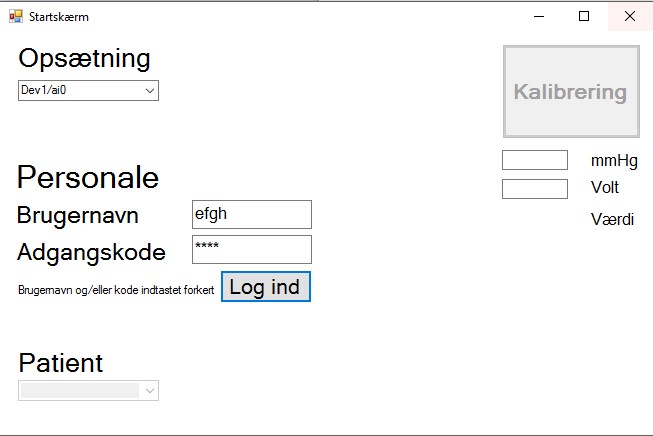 Startskærm
Opsætning
Dev1/ai0
Kalibrering
mmHg
Volt
Værdi
Personale
Brugernavn efgh
Adgangskode ****
Brugernavn og/eller kode indtastet forkert Log ind
Patient